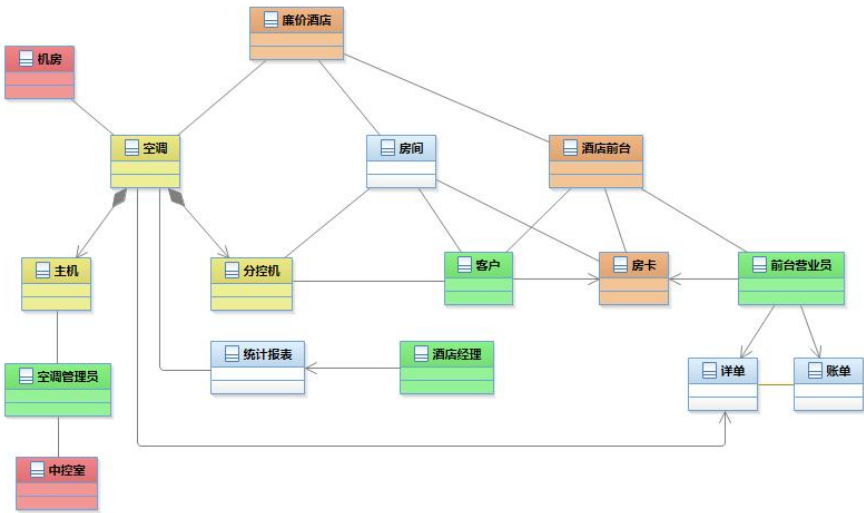 廉价酒店
机房
空调
房间
酒店前台
主机
分控机
客户
房卡
前台营业员
统计报表
酒店经理
详单
账单
空调管理员
中控室